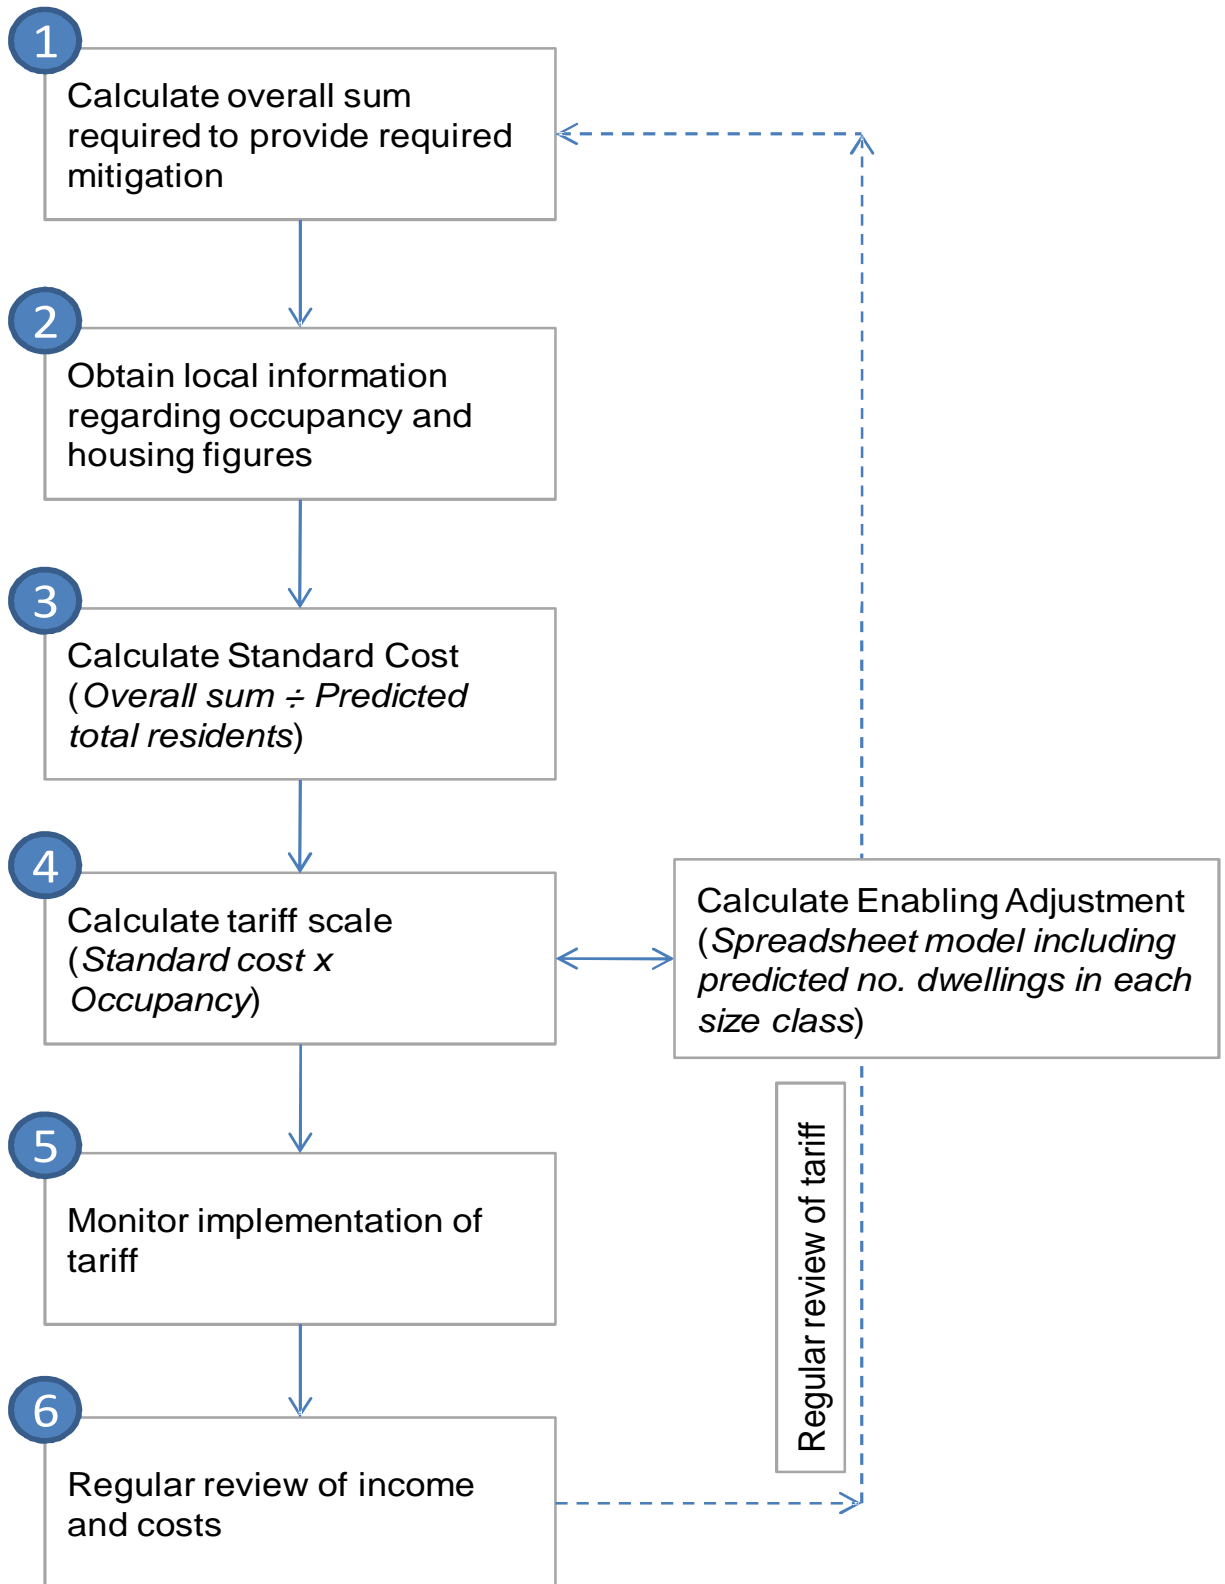 1
Calculate overall sum
required to provide required
mitigation
2
Obtain local information
regarding occupancy and
housing figures
3
Calculate Standard Cost
(Overall sum ÷ Predicted
total residents)
4
Calculate tariff scale
(Standard cost x
Occupancy)
Calculate Enabling Adjustment
(Spreadsheet model including
predicted no. dwellings in each
size class)
5
Monitor implementation of
tariff
Regular review of tariff
6
Regular review of income
and costs